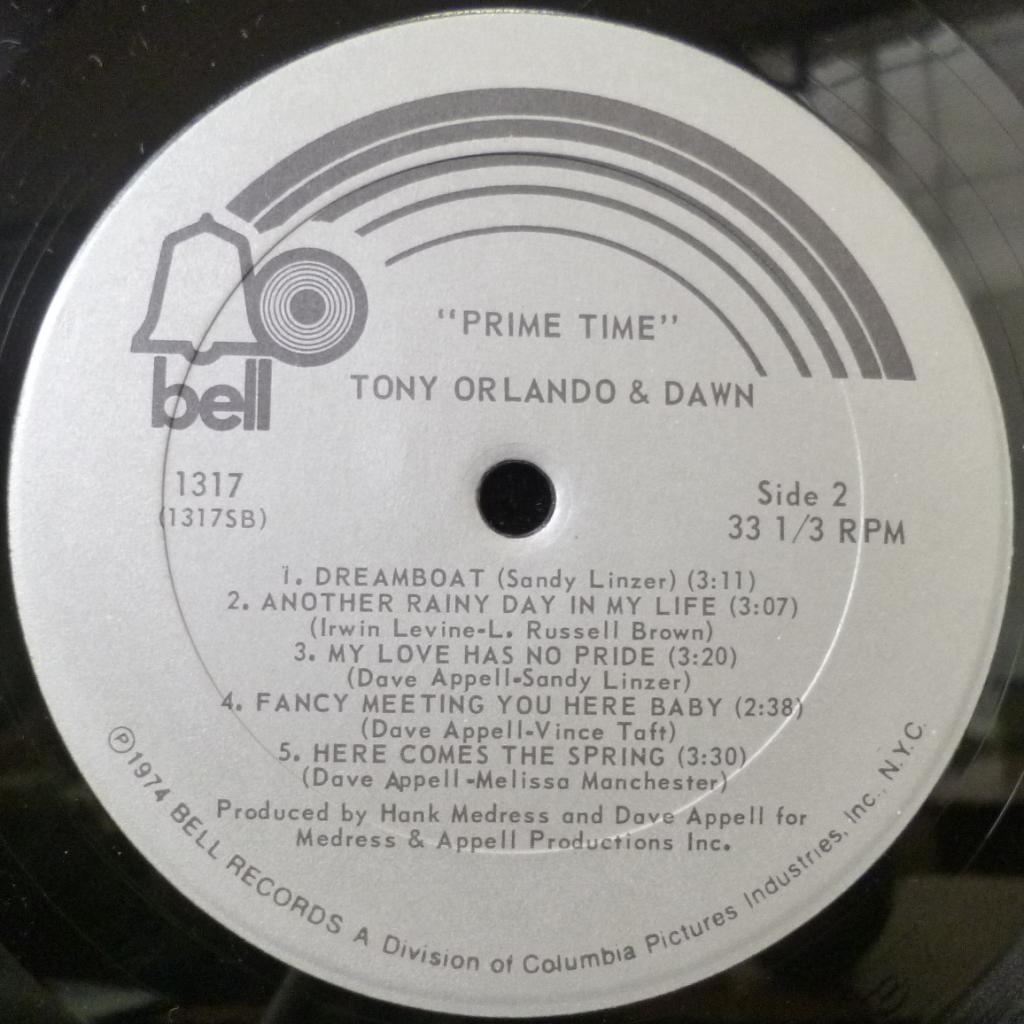 "PRIME TIME"
TONY ORLANDO & DAWN
bell
1317
(1317SB)
Side 2
33 1/3 RPM
1. DREAMBOAT (Sandy Linzer) (3:11)
2. ANOTHER RAINY DAY IN MY LIFE (3:07)
(Irwin Levine-L. Russell Brown)
3. MY LOVE HAS NO PRIDE (3:20)
(Dave Appell-Sandy Linzer)
4. FANCY MEETING YOU HERE BABY (2:38)
(Dave Appell-Vince Taft)
5. HERE COMES THE SPRING (3:30)
(Dave Appell-Melissa Manchester)
Produced by Hank Medress and Dave Appell for
Medress & Appell Productions Inc.
℗1974 BELL RECORDS A Division of Columbia Pictures Industries, Inc., N.Y.C.